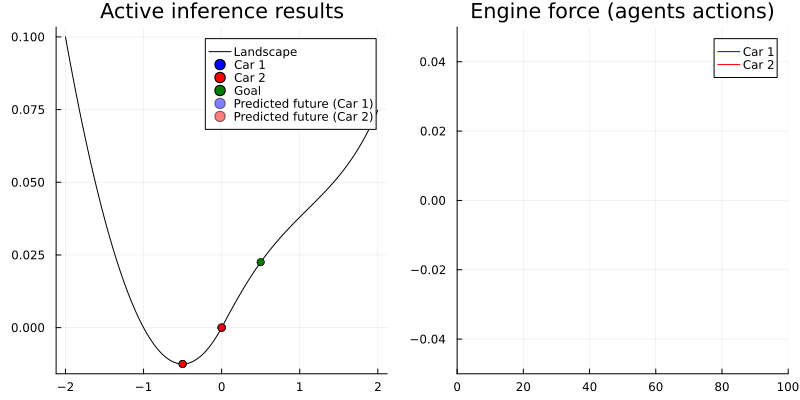 Active inference results
Landscape
Car 1
Car 2
Goal
Predicted future (Car 1)
Predicted future (Car 2)
0.100
0.075
0.050
0.025
0.000
−2
−1
0
1
2
Engine force (agents actions)
Car 1
Car 2
0.04
0.02
0.00
−0.02
−0.04
0
20
40
60
80
100